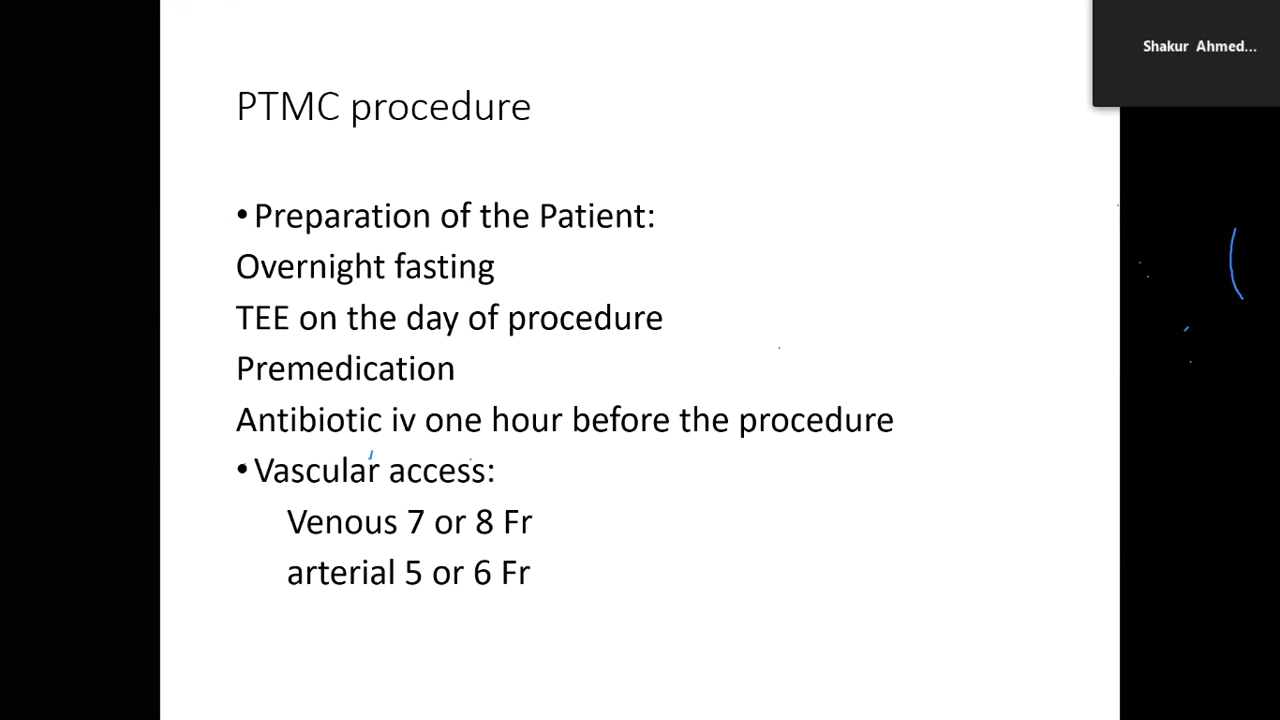 Shakur Ahmed...
PTMC procedure
• Preparation of the Patient:
Overnight fasting
TEE on the day of procedure
Premedication
Antibiotic iv one hour before the procedure
• Vascular access:
Venous 7 or 8 Fr
arterial 5 or 6 Fr